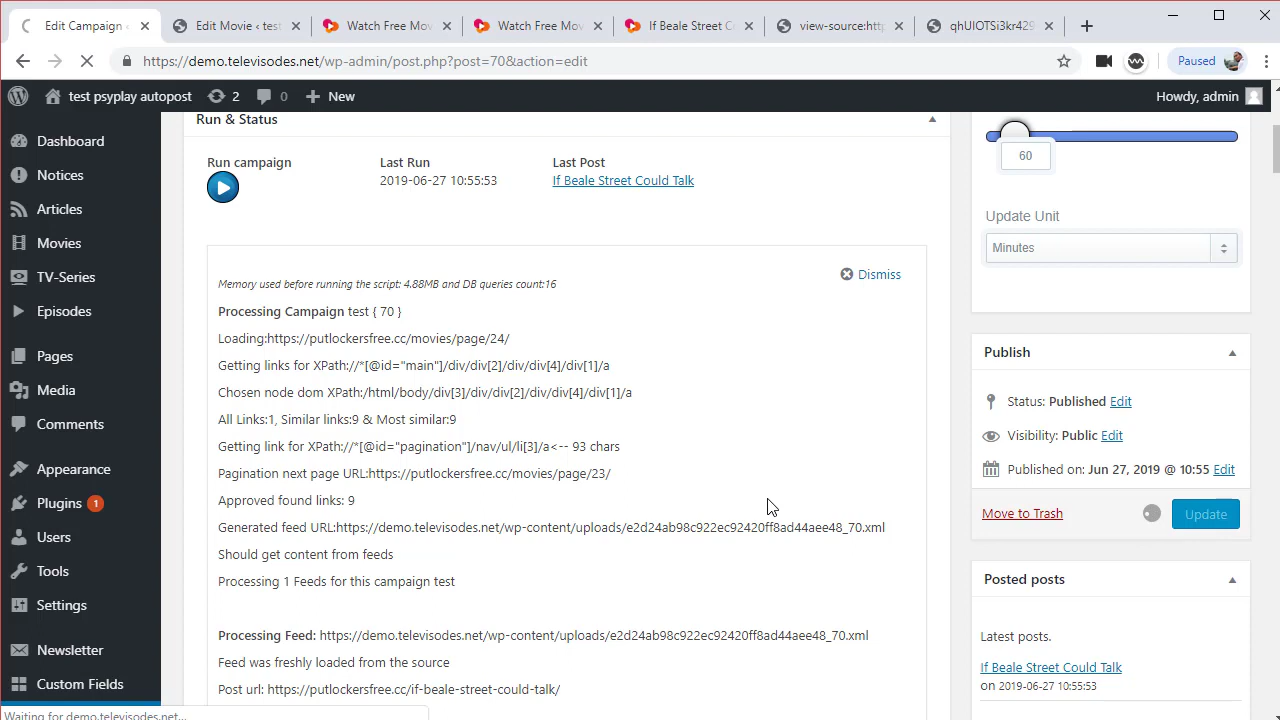 Edit Campaign
Edit Movie < test
Watch Free Mov
Watch Free Mov
If Beale Street C
view-source:http
qhUIOTSi3kr429
https://demo.televisodes.net/wp-admin/post.php?post=70&action=edit
Paused
test psyplay autopost
2
0
New
Howdy, admin
Dashboard
Notices
Articles
Movies
TV-Series
Episodes
Pages
Media
Comments
Appearance
Plugins 1
Users
Tools
Settings
Newsletter
Custom Fields
Run & Status
Run campaign
Last Run
2019-06-27 10:55:53
Last Post
If Beale Street Could Talk
Dismiss
Memory used before running the script: 4.88MB and DB queries count:16
Processing Campaign test { 70 }
Loading:https://putlockersfree.cc/movies/page/24/
Getting links for XPath://*[@id="main"]/div/div[2]/div/div[4]/div[1]/a
Chosen node dom XPath:/html/body/div[3]/div/div[2]/div/div[4]/div[1]/a
All Links:1, Similar links:9 & Most similar:9
Getting link for XPath://*[@id="pagination"]/nav/ul/li[3]/a<-- 93 chars
Pagination next page URL:https://putlockersfree.cc/movies/page/23/
Approved found links: 9
Generated feed URL:https://demo.televisodes.net/wp-content/uploads/e2d24ab98c922ec92420ff8ad44aee48_70.xml
Should get content from feeds
Processing 1 Feeds for this campaign test
Processing Feed: https://demo.televisodes.net/wp-content/uploads/e2d24ab98c922ec92420ff8ad44aee48_70.xml
Feed was freshly loaded from the source
Post url: https://putlockersfree.cc/if-beale-street-could-talk/
60
Update Unit
Minutes
Publish
Status: Published Edit
Visibility: Public Edit
Published on: Jun 27, 2019 @ 10:55 Edit
Move to Trash
Update
Posted posts
Latest posts.
If Beale Street Could Talk
on 2019-06-27 10:55:53
Waiting for demo.televisodes.net...